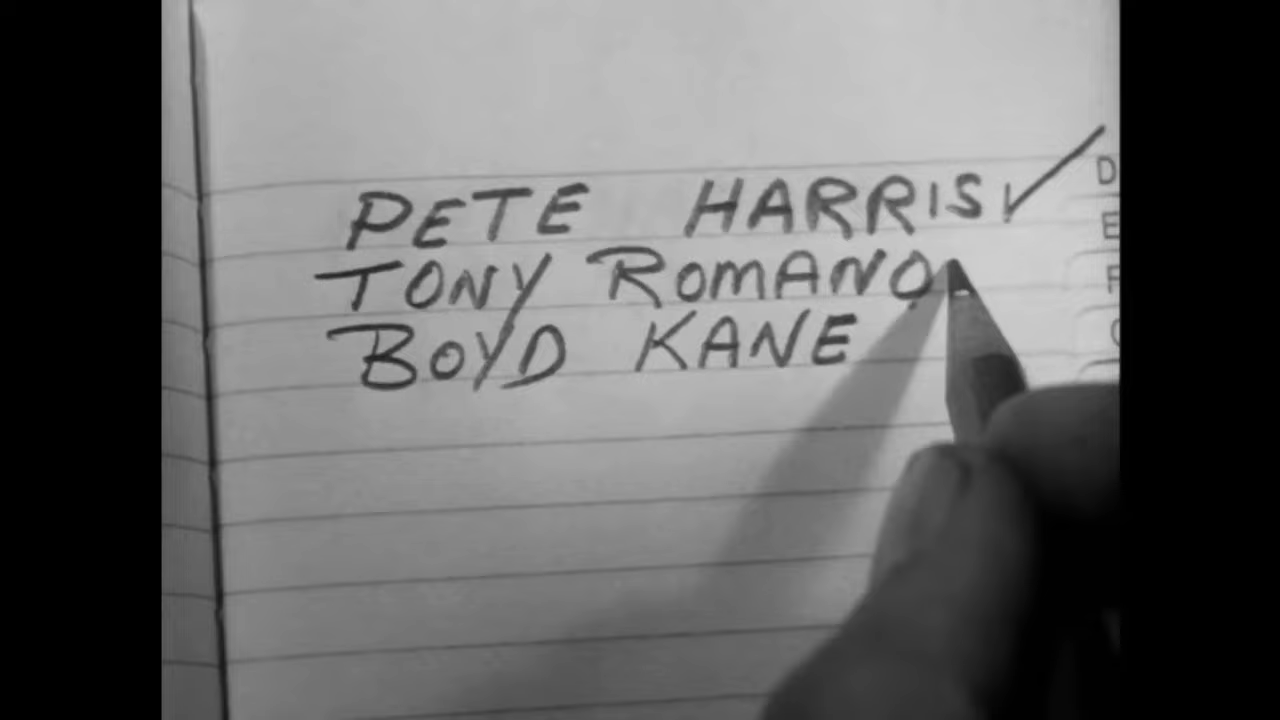 PETE HARRIS ✓
TONY ROMANO
BOYD KANE
D
E
F